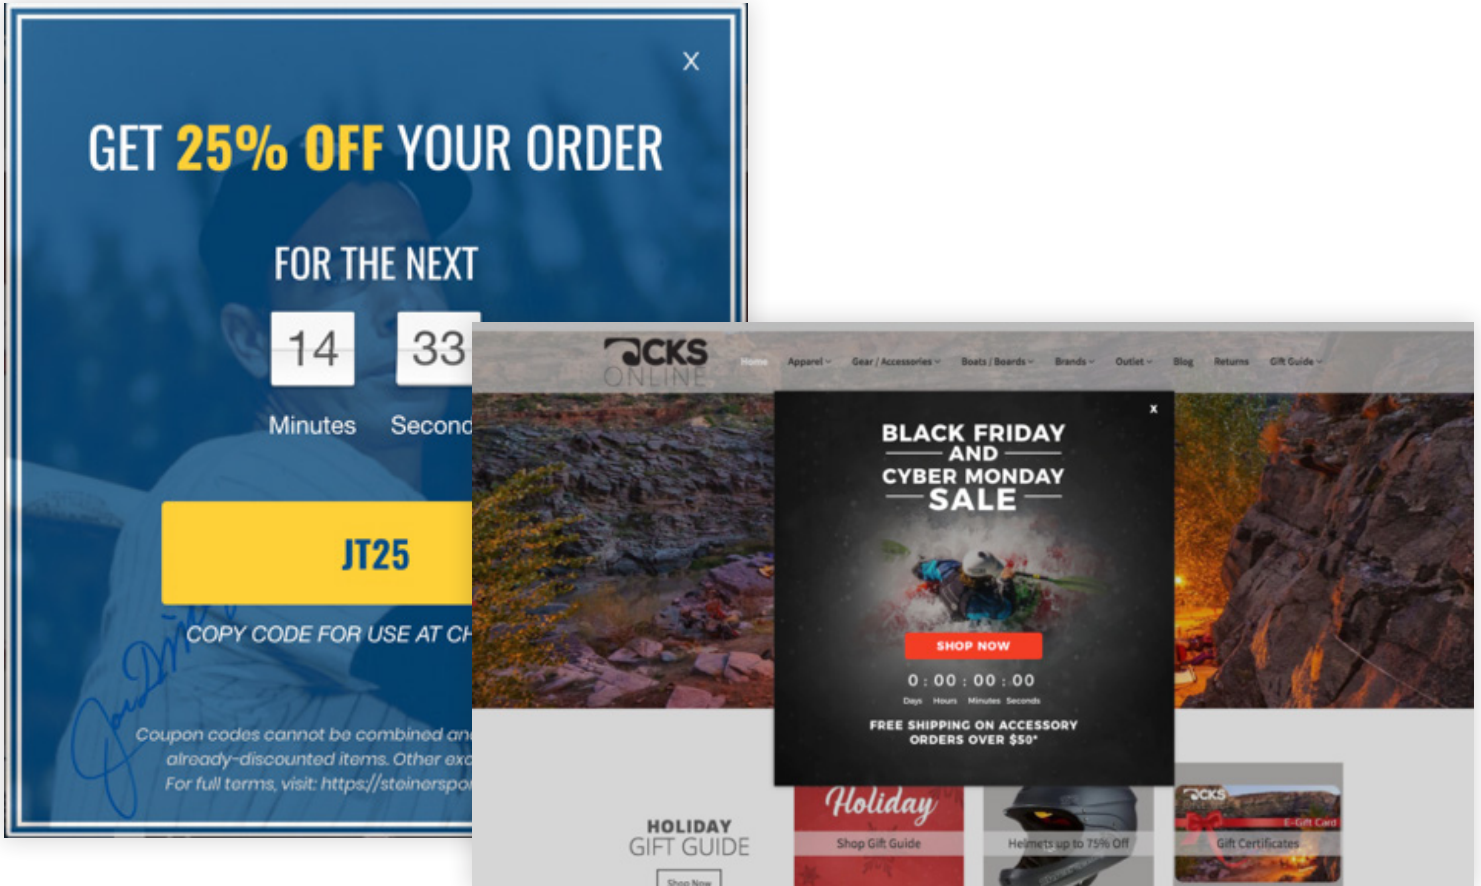 X
GET 25% OFF YOUR ORDER
FOR THE NEXT
14 33
Minutes Second
JT25
COPY CODE FOR USE AT CH
Coupon codes cannot be combined an
already-discounted items. Other exc
For full terms, visit: https://steinerspor
CKS
ONLINE
Home Apparel Gear / Accessories Boats / Boards Brands Outlet Blog Returns Gift Guide
x
BLACK FRIDAY
AND
CYBER MONDAY
SALE
SHOP NOW
0 : 00 : 00 : 00
Days Hours Minutes Seconds
FREE SHIPPING ON ACCESSORY
ORDERS OVER $50*
HOLIDAY
GIFT GUIDE
Shop Now
Holiday
Shop Gift Guide
Helmets up to 75% Off
CKS
E-Gift Card
Gift Certificates